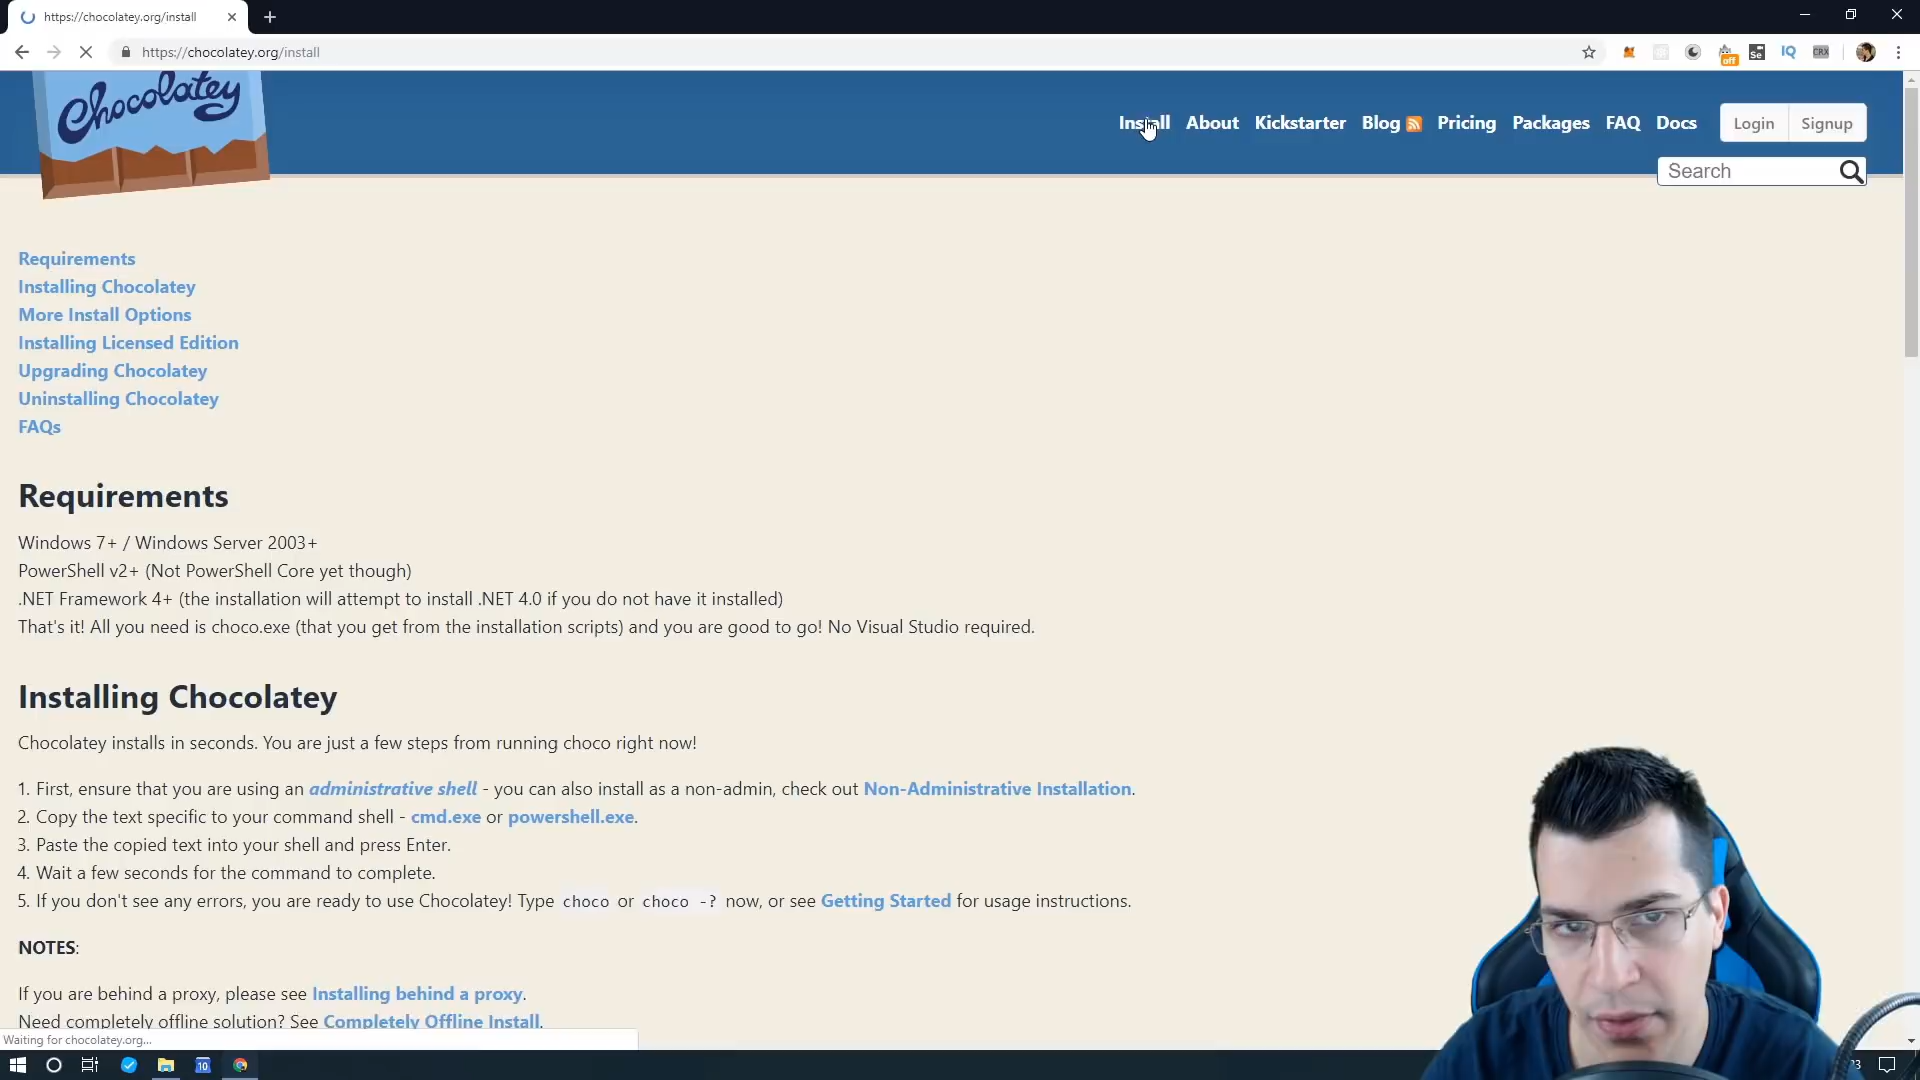 https://chocolatey.org/install
https://chocolatey.org/install
off
Se
IQ
CRX
Chocolatey
Install About Kickstarter Blog Pricing Packages FAQ Docs Login Signup
Search
Requirements
Installing Chocolatey
More Install Options
Installing Licensed Edition
Upgrading Chocolatey
Uninstalling Chocolatey
FAQs
Requirements
Windows 7+ / Windows Server 2003+
PowerShell v2+ (Not PowerShell Core yet though)
.NET Framework 4+ (the installation will attempt to install .NET 4.0 if you do not have it installed)
That's it! All you need is choco.exe (that you get from the installation scripts) and you are good to go! No Visual Studio required.
Installing Chocolatey
Chocolatey installs in seconds. You are just a few steps from running choco right now!
1. First, ensure that you are using an administrative shell - you can also install as a non-admin, check out Non-Administrative Installation.
2. Copy the text specific to your command shell - cmd.exe or powershell.exe.
3. Paste the copied text into your shell and press Enter.
4. Wait a few seconds for the command to complete.
5. If you don't see any errors, you are ready to use Chocolatey! Type choco or choco -? now, or see Getting Started for usage instructions.
NOTES:
If you are behind a proxy, please see Installing behind a proxy.
Need completely offline solution? See Completely Offline Install.
Waiting for chocolatey.org...
10